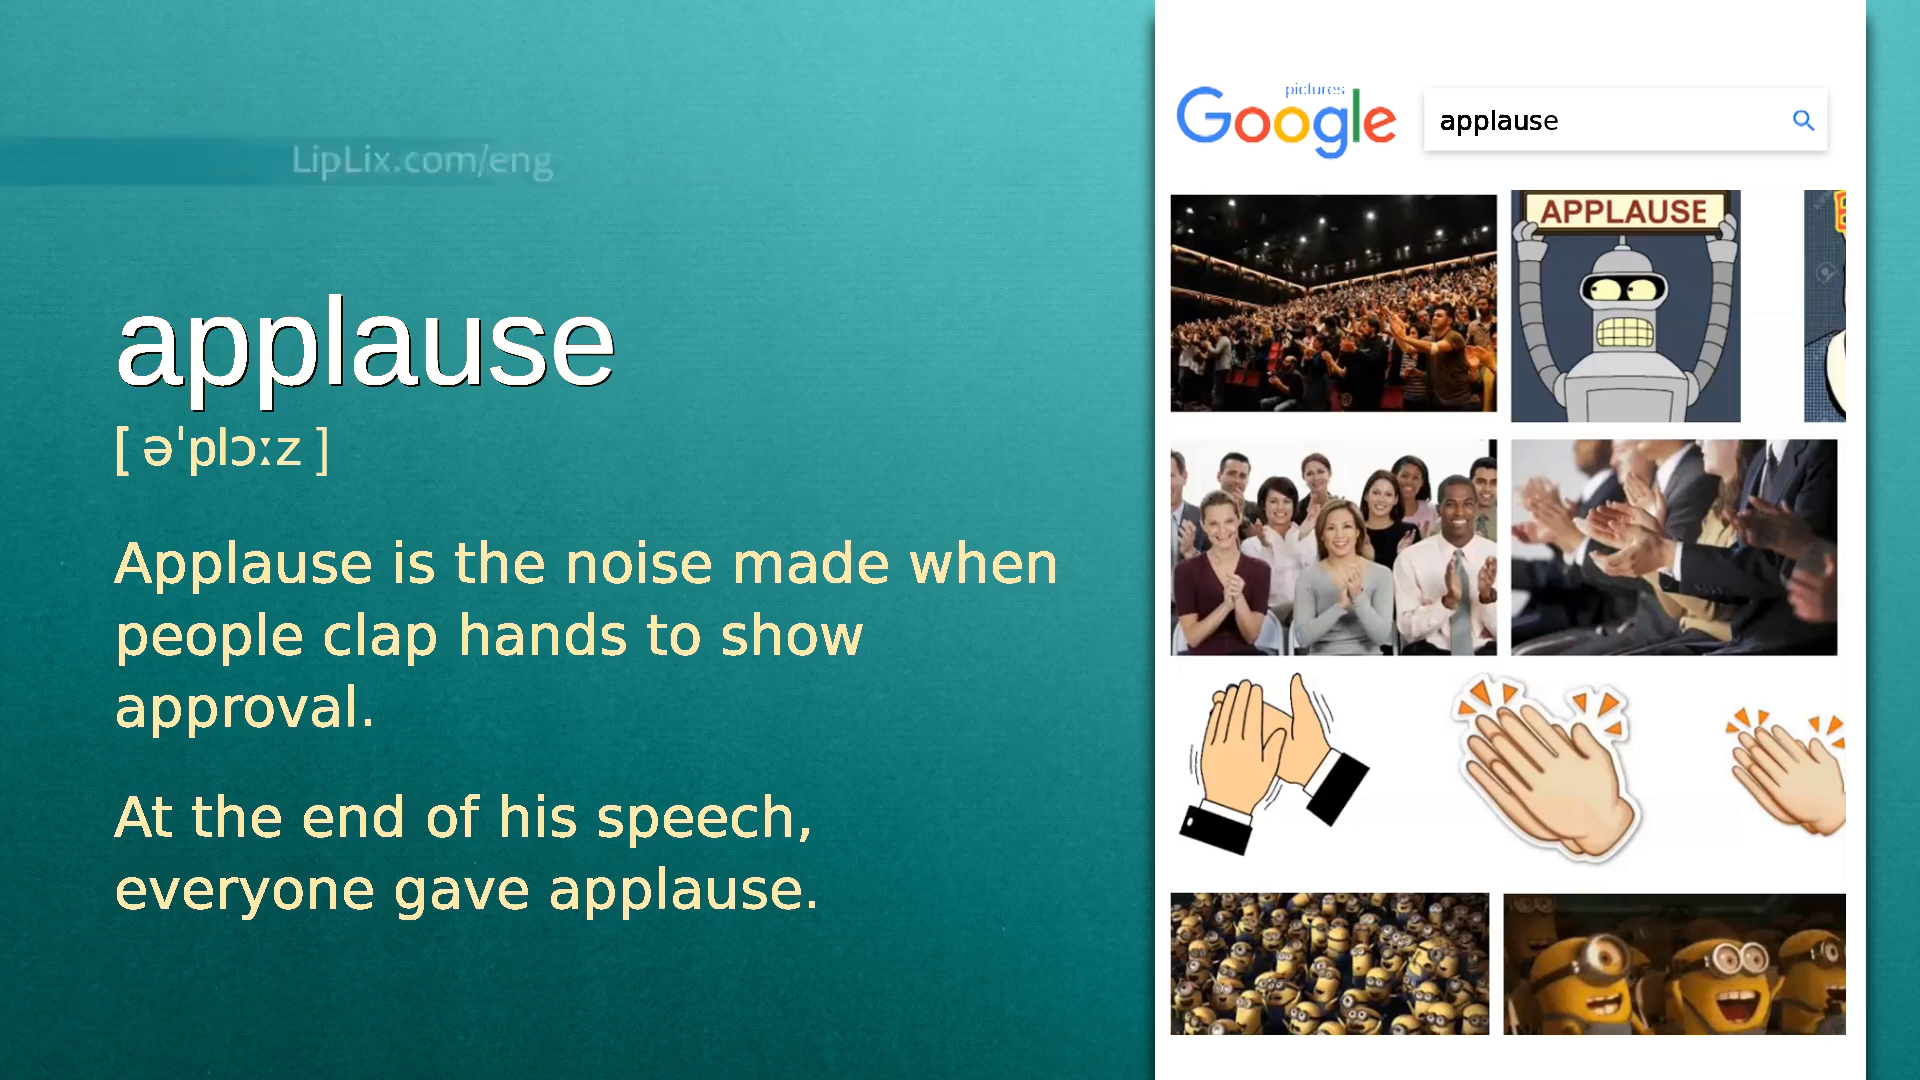 LipLix.com/eng
applause
[ əˈplɔːz ]
Applause is the noise made when
people clap hands to show
approval.
At the end of his speech,
everyone gave applause.
pictures
Google
applause
APPLAUSE